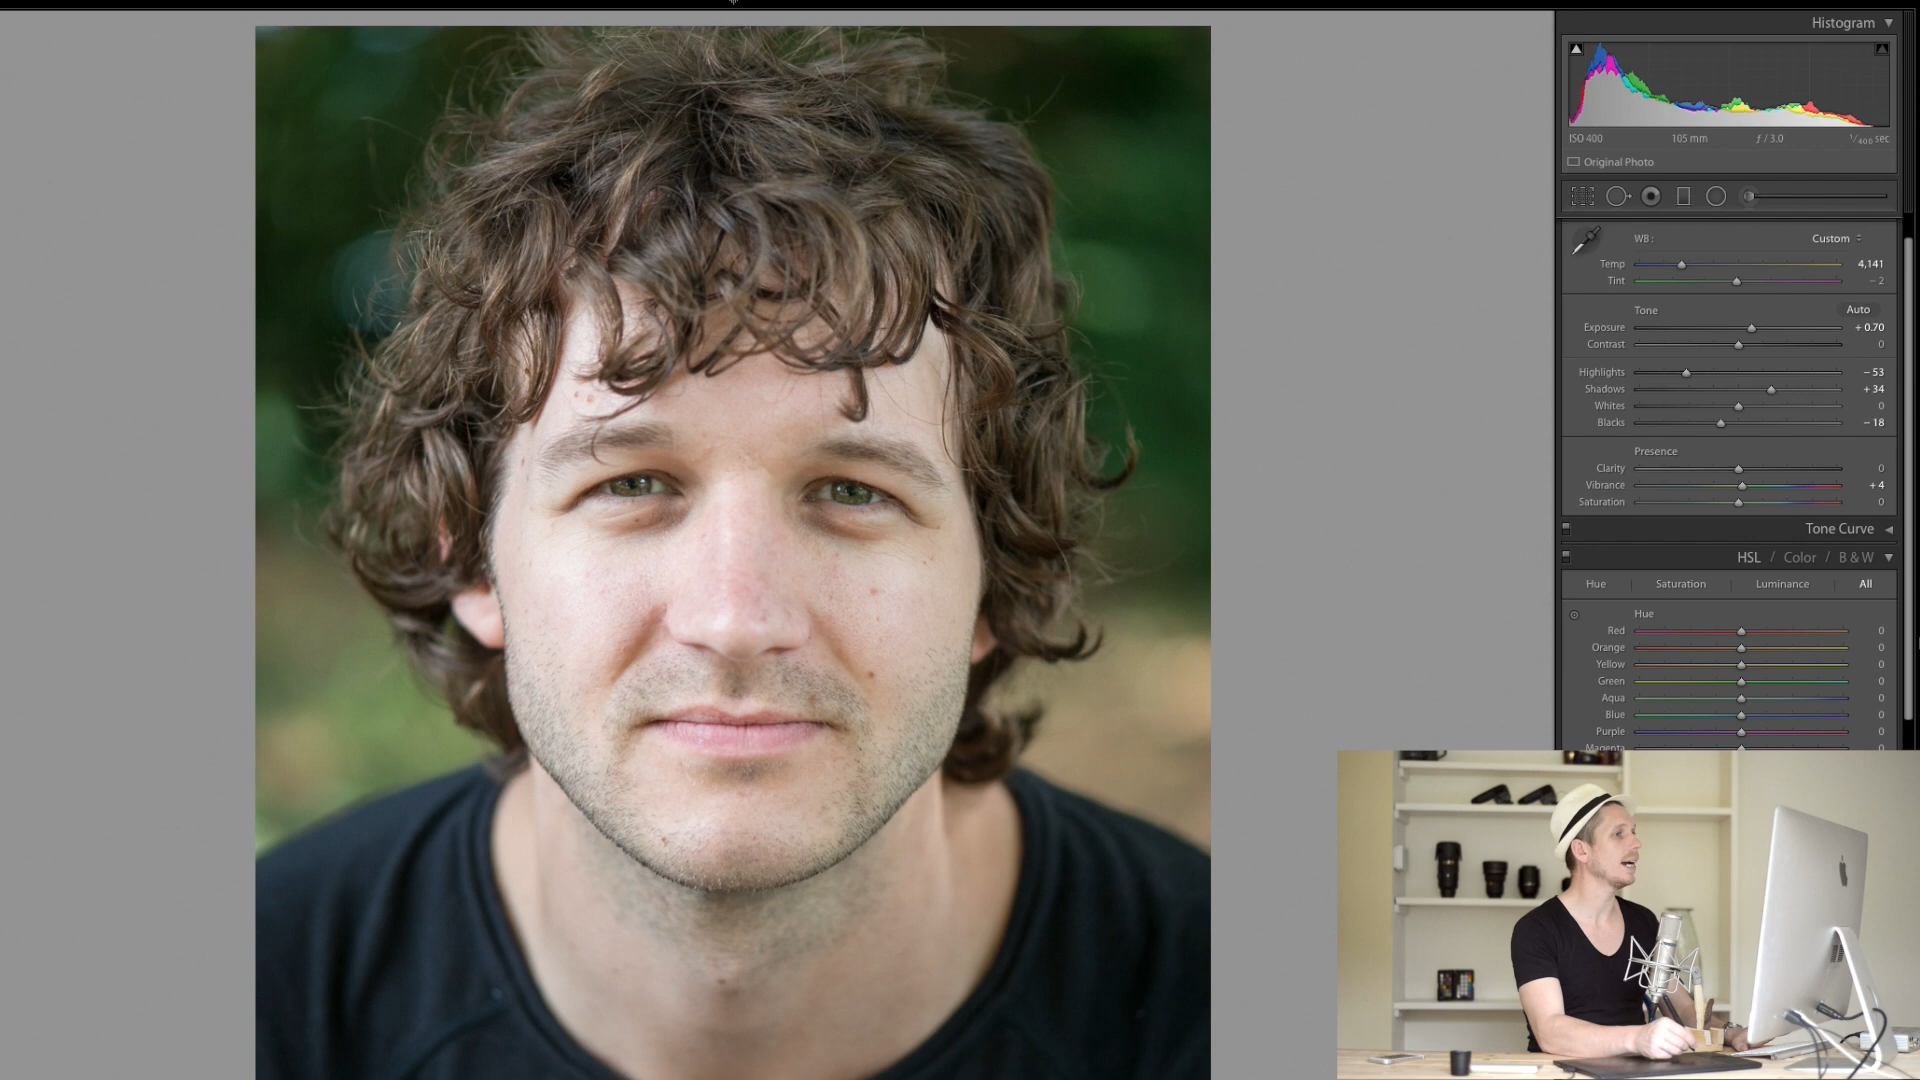 Histogram
ISO 400 105 mm ƒ / 3.0 1/400 sec
Original Photo
WB : Custom
Temp 4,141
Tint − 2
Tone Auto
Exposure + 0.70
Contrast 0
Highlights − 53
Shadows + 34
Whites 0
Blacks − 18
Presence
Clarity 0
Vibrance + 4
Saturation 0
Tone Curve
HSL / Color / B & W
Hue Saturation Luminance All
Hue
Red 0
Orange 0
Yellow 0
Green 0
Aqua 0
Blue 0
Purple 0
Magenta 0